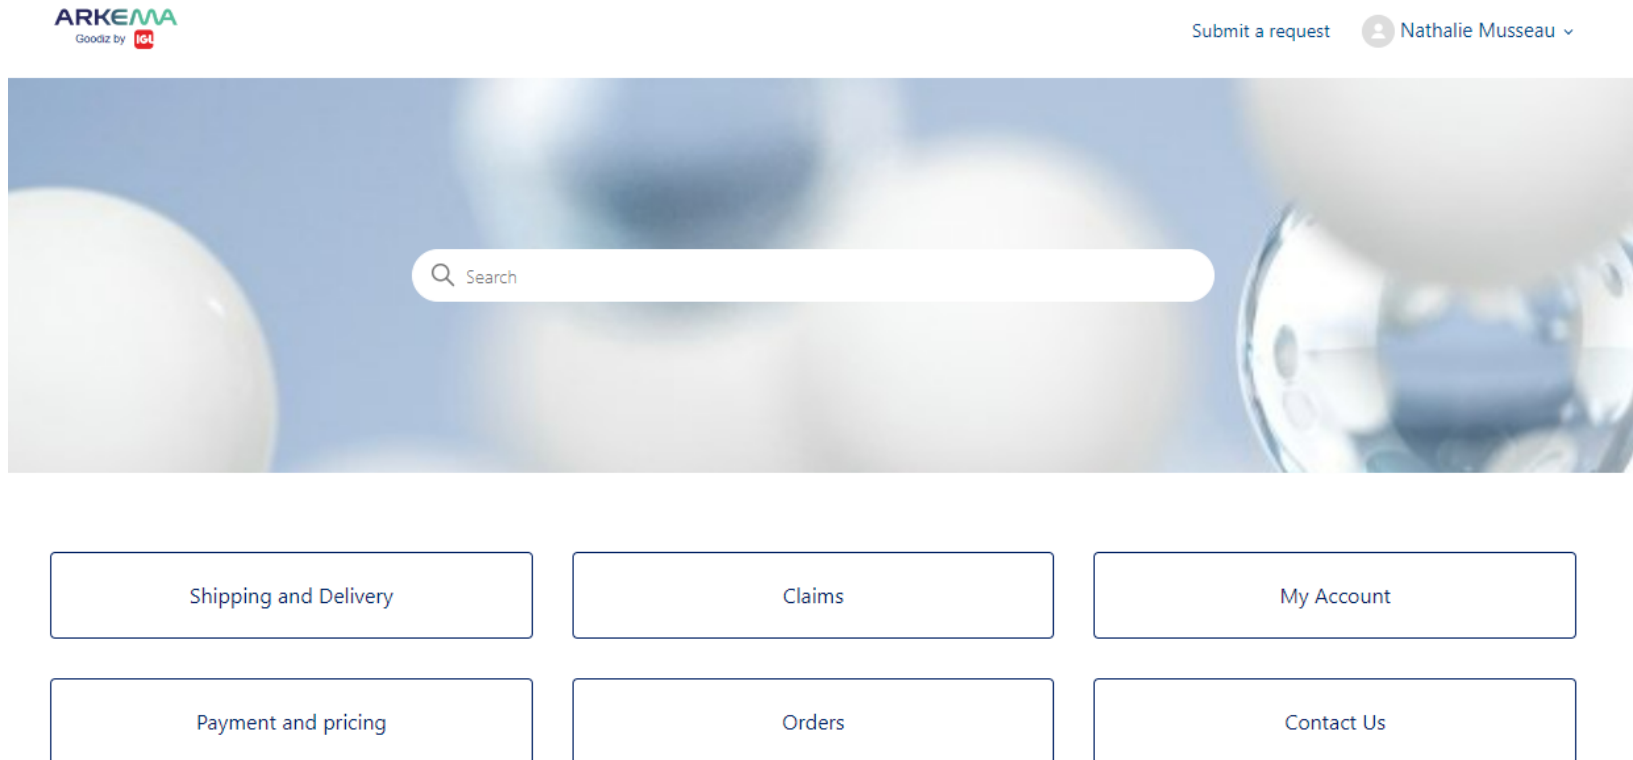 ARKEMA
Goodiz by IGL
Submit a request
Nathalie Musseau
Search
Shipping and Delivery
Claims
My Account
Payment and pricing
Orders
Contact Us